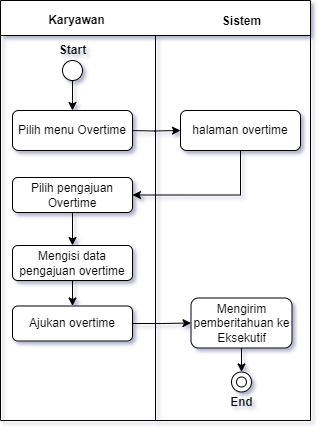 Karyawan
Sistem
Start
Pilih menu Overtime
halaman overtime
Pilih pengajuan
Overtime
Mengisi data
pengajuan overtime
Ajukan overtime
Mengirim
pemberitahuan ke
Eksekutif
End